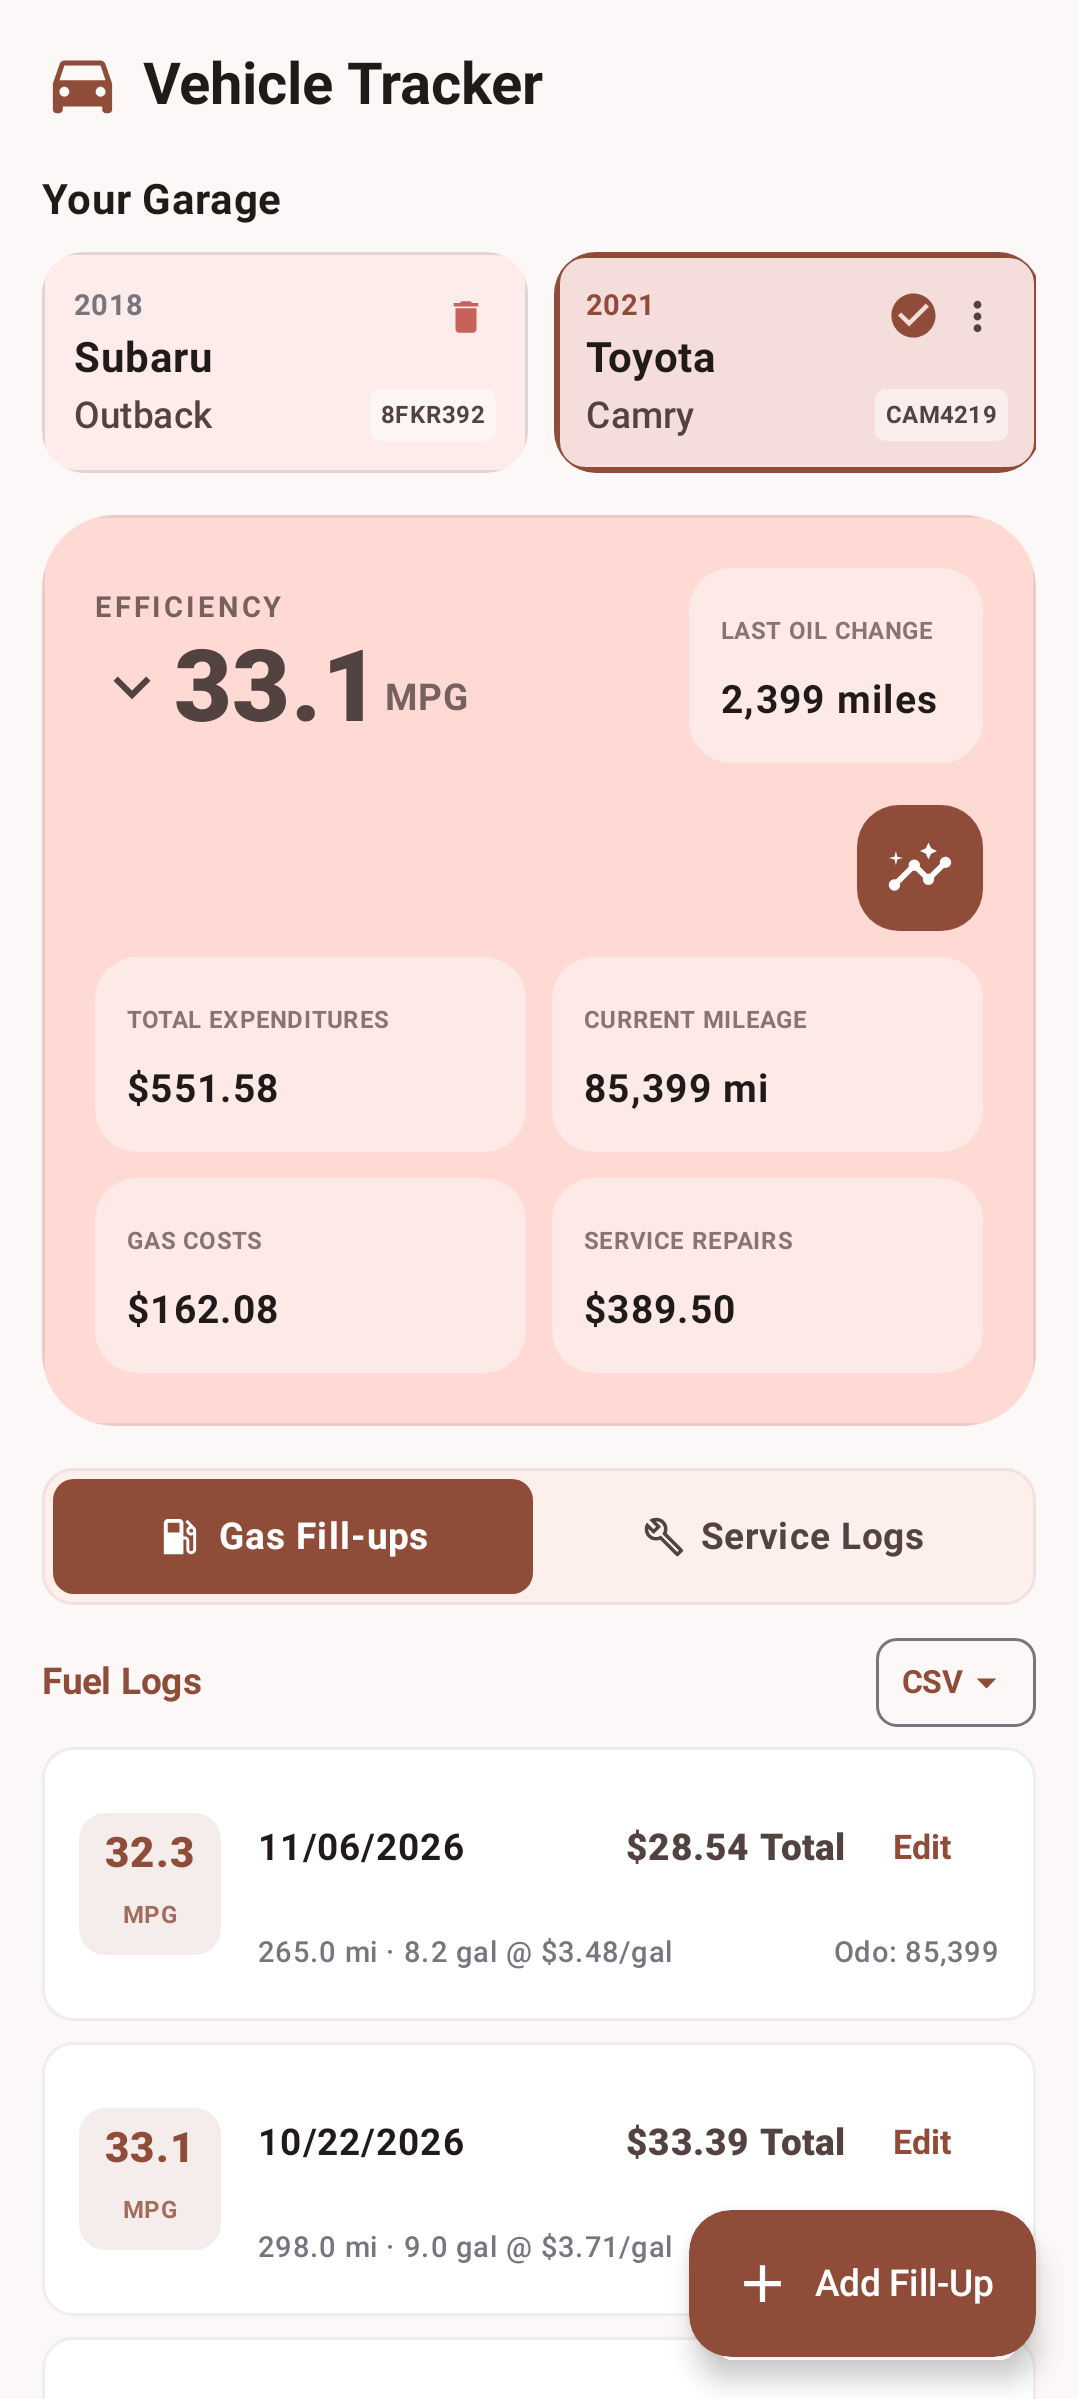 Vehicle Tracker
Your Garage
2018
Subaru
Outback
8FKR392
2021
Toyota
Camry
CAM4219
EFFICIENCY
33.1 MPG
LAST OIL CHANGE
2,399 miles
TOTAL EXPENDITURES
$551.58
CURRENT MILEAGE
85,399 mi
GAS COSTS
$162.08
SERVICE REPAIRS
$389.50
Gas Fill-ups
Service Logs
Fuel Logs
CSV
32.3
MPG
11/06/2026
$28.54 Total
Edit
265.0 mi · 8.2 gal @ $3.48/gal
Odo: 85,399
33.1
MPG
10/22/2026
$33.39 Total
Edit
298.0 mi · 9.0 gal @ $3.71/gal
Add Fill-Up